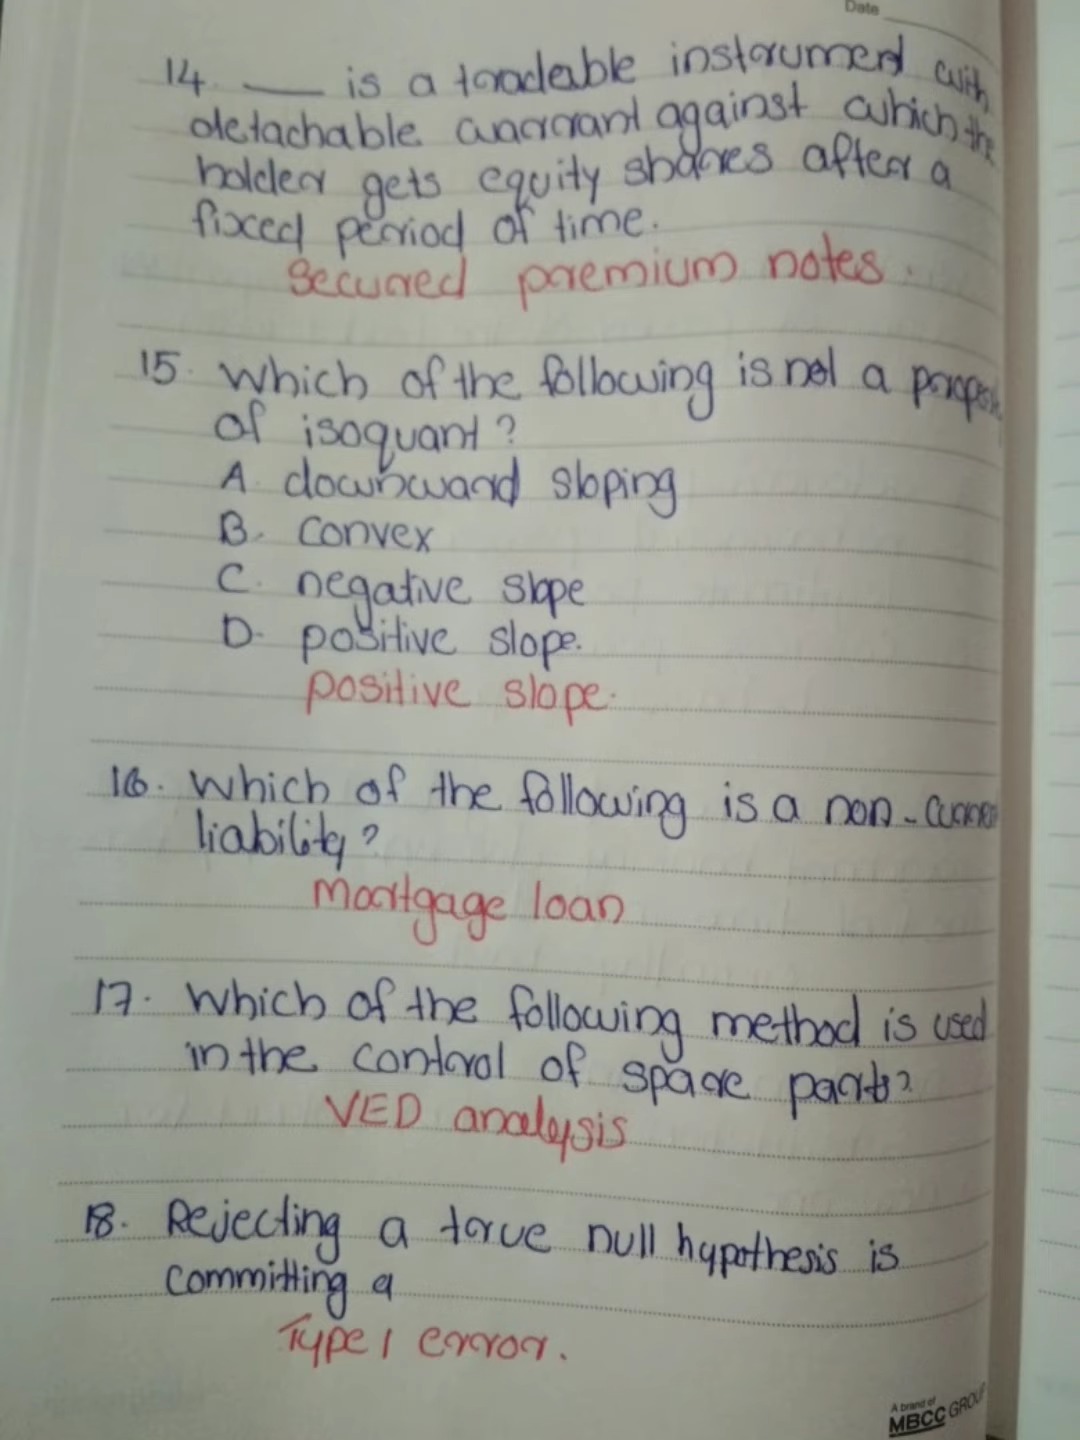 Date
14. ___ is a tradeable instrument with
detachable warrant against which the
holder gets equity shares after a
fixed period of time.
Secured premium notes.
15. Which of the following is not a
of isoquant?
A. downward sloping
B. convex
C. negative slope
D. positive slope.
positive slope.
16. Which of the following is a non-
liability?
Mortgage loan
17. Which of the following method is used
in the control of spare parts?
VED analysis
18. Rejecting a true null hypothesis is
committing a
Type 1 error.
A brand of
MBCC GROUP